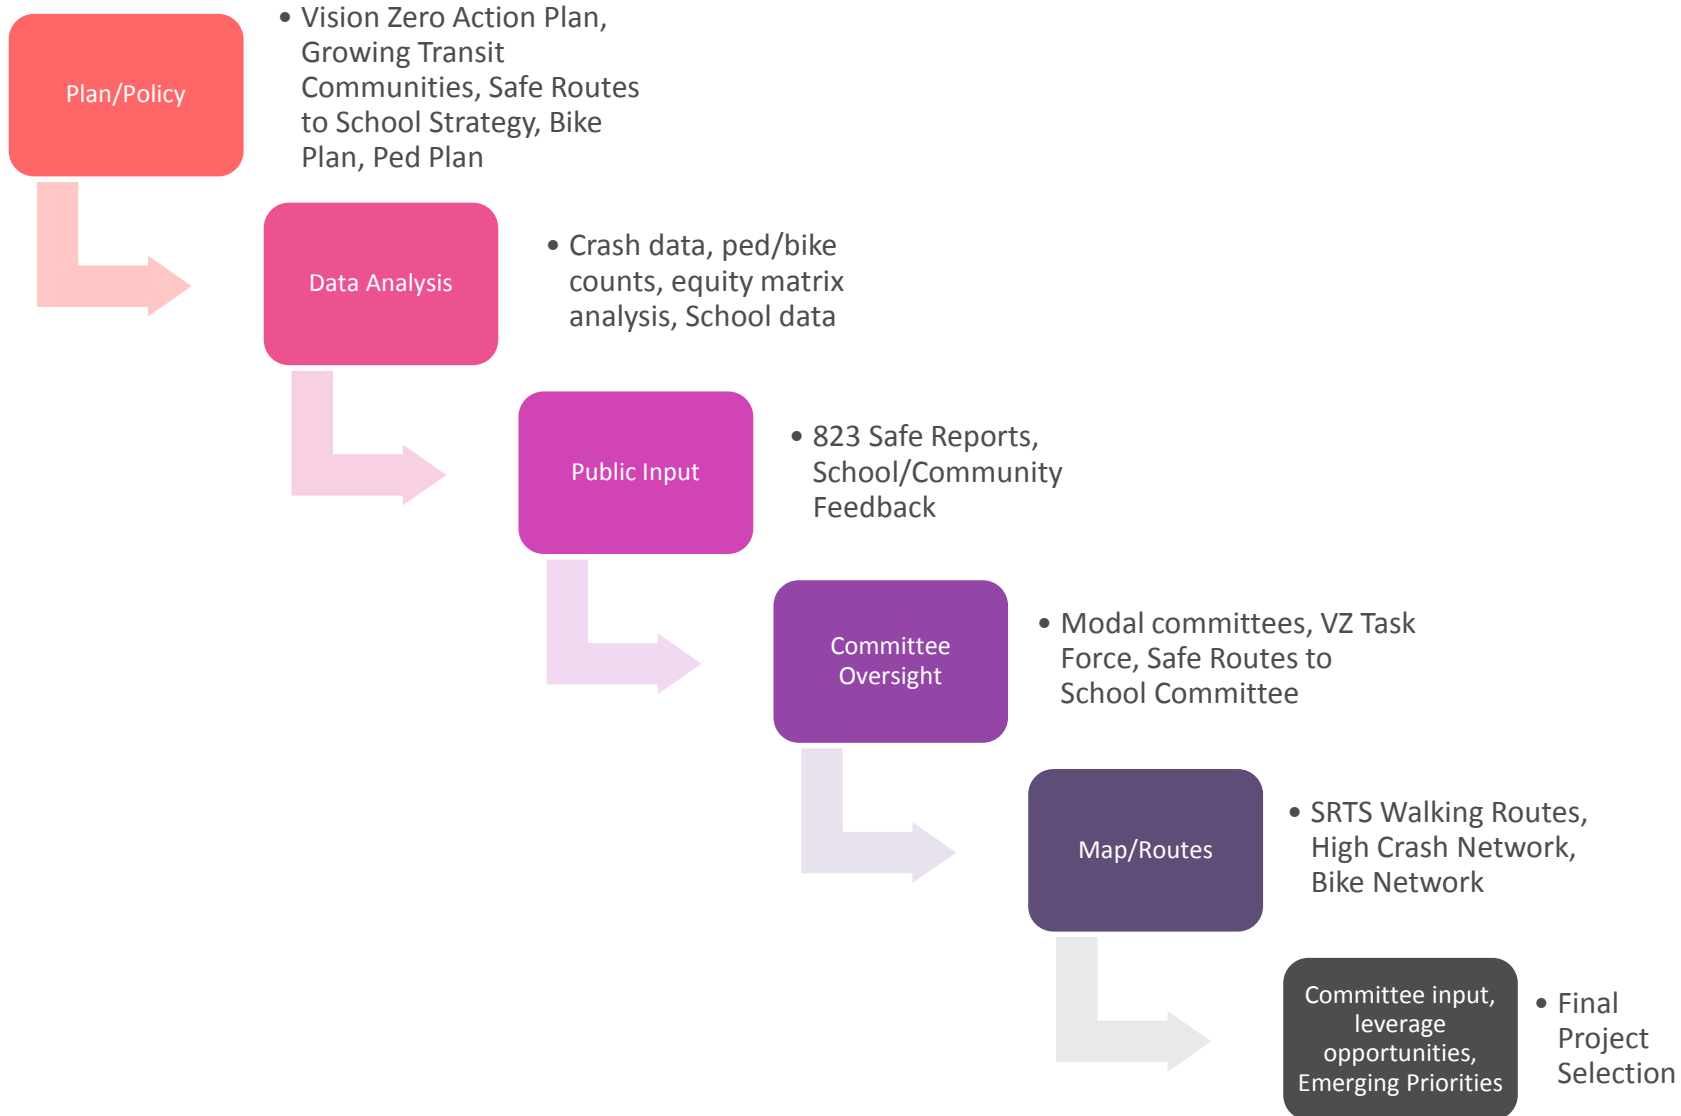 Plan/Policy
• Vision Zero Action Plan,
Growing Transit
Communities, Safe Routes
to School Strategy, Bike
Plan, Ped Plan
Data Analysis
• Crash data, ped/bike
counts, equity matrix
analysis, School data
Public Input
• 823 Safe Reports,
School/Community
Feedback
Committee
Oversight
• Modal committees, VZ Task
Force, Safe Routes to
School Committee
Map/Routes
• SRTS Walking Routes,
High Crash Network,
Bike Network
Committee input,
leverage
opportunities,
Emerging Priorities
• Final
Project
Selection